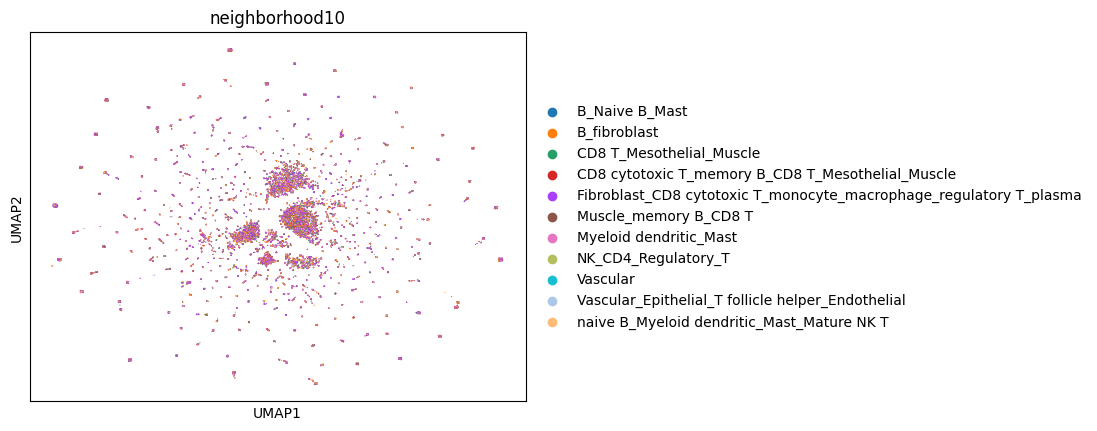 neighborhood10
UMAP2
UMAP1
B_Naive B_Mast
B_fibroblast
CD8 T_Mesothelial_Muscle
CD8 cytotoxic T_memory B_CD8 T_Mesothelial_Muscle
Fibroblast_CD8 cytotoxic T_monocyte_macrophage_regulatory T_plasma
Muscle_memory B_CD8 T
Myeloid dendritic_Mast
NK_CD4_Regulatory_T
Vascular
Vascular_Epithelial_T follicle helper_Endothelial
naive B_Myeloid dendritic_Mast_Mature NK T